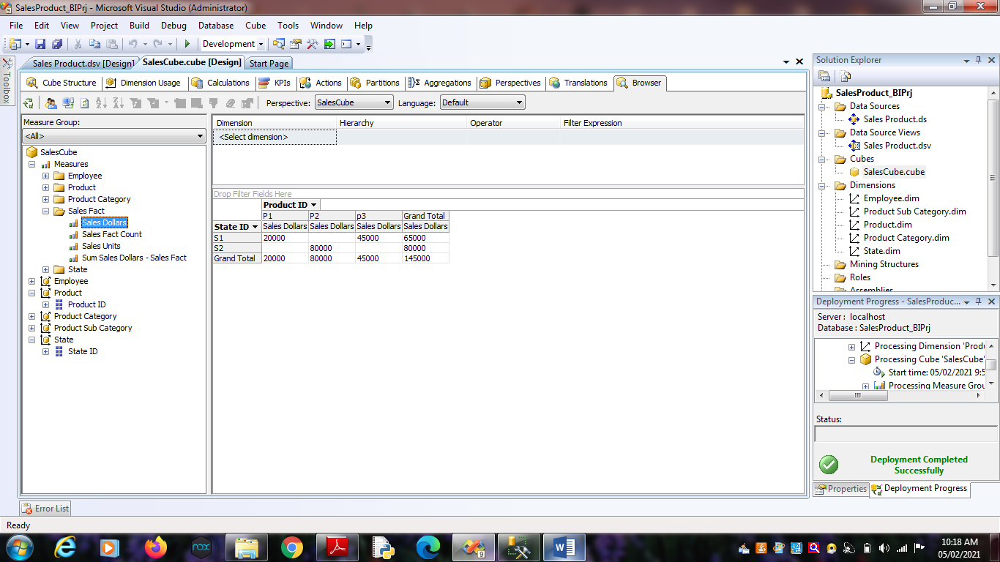 SalesProduct_BIPrj - Microsoft Visual Studio (Administrator)
File Edit View Project Build Debug Database Cube Tools Window Help
Development
Toolbox
Sales Product.dsv [Design] SalesCube.cube [Design] Start Page
Cube Structure Dimension Usage Calculations KPIs Actions Partitions Aggregations Perspectives Translations Browser
Perspective: SalesCube Language: Default
Measure Group:
<All>
SalesCube
Measures
Employee
Product
Product Category
Sales Fact
Sales Dollars
Sales Fact Count
Sales Units
Sum Sales Dollars - Sales Fact
State
Employee
Product
Product ID
Product Category
Product Sub Category
State
State ID
Dimension Hierarchy Operator Filter Expression
<Select dimension>
Drop Filter Fields Here
Product ID
P1 P2 p3 Grand Total
State ID Sales Dollars Sales Dollars Sales Dollars Sales Dollars
S1 20000 45000 65000
S2 80000 80000
Grand Total 20000 80000 45000 145000
Solution Explorer
SalesProduct_BIPrj
Data Sources
Sales Product.ds
Data Source Views
Sales Product.dsv
Cubes
SalesCube.cube
Dimensions
Employee.dim
Product Sub Category.dim
Product.dim
Product Category.dim
State.dim
Mining Structures
Roles
Assemblies
Deployment Progress - SalesProduc...
Server : localhost
Database : SalesProduct_BIPrj
Processing Dimension 'Produ
Processing Cube 'SalesCube'
Start time: 05/02/2021 9:5
Processing Measure Grou
Status:
Deployment Completed
Successfully
Properties Deployment Progress
Error List
Ready
nox
9
W
10:18 AM
05/02/2021